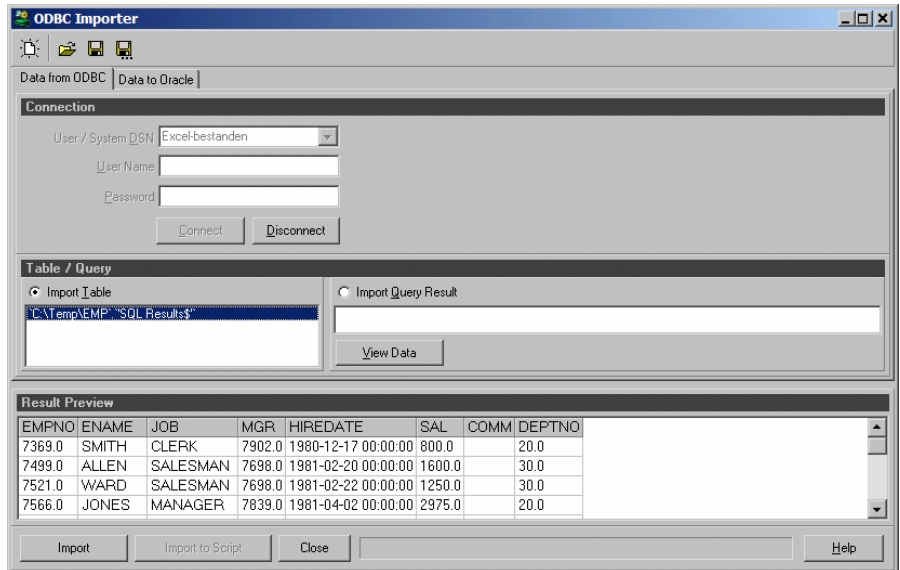 ODBC Importer
Data from ODBC Data to Oracle
Connection
User / System DSN Excel-bestanden
User Name
Password
Connect Disconnect
Table / Query
Import Table Import Query Result
`C:\Temp\EMP`."SQL Results$"
View Data
Result Preview
EMPNO ENAME JOB MGR HIREDATE SAL COMM DEPTNO
7369.0 SMITH CLERK 7902.0 1980-12-17 00:00:00 800.0 20.0
7499.0 ALLEN SALESMAN 7698.0 1981-02-20 00:00:00 1600.0 30.0
7521.0 WARD SALESMAN 7698.0 1981-02-22 00:00:00 1250.0 30.0
7566.0 JONES MANAGER 7839.0 1981-04-02 00:00:00 2975.0 20.0
Import Import to Script Close Help